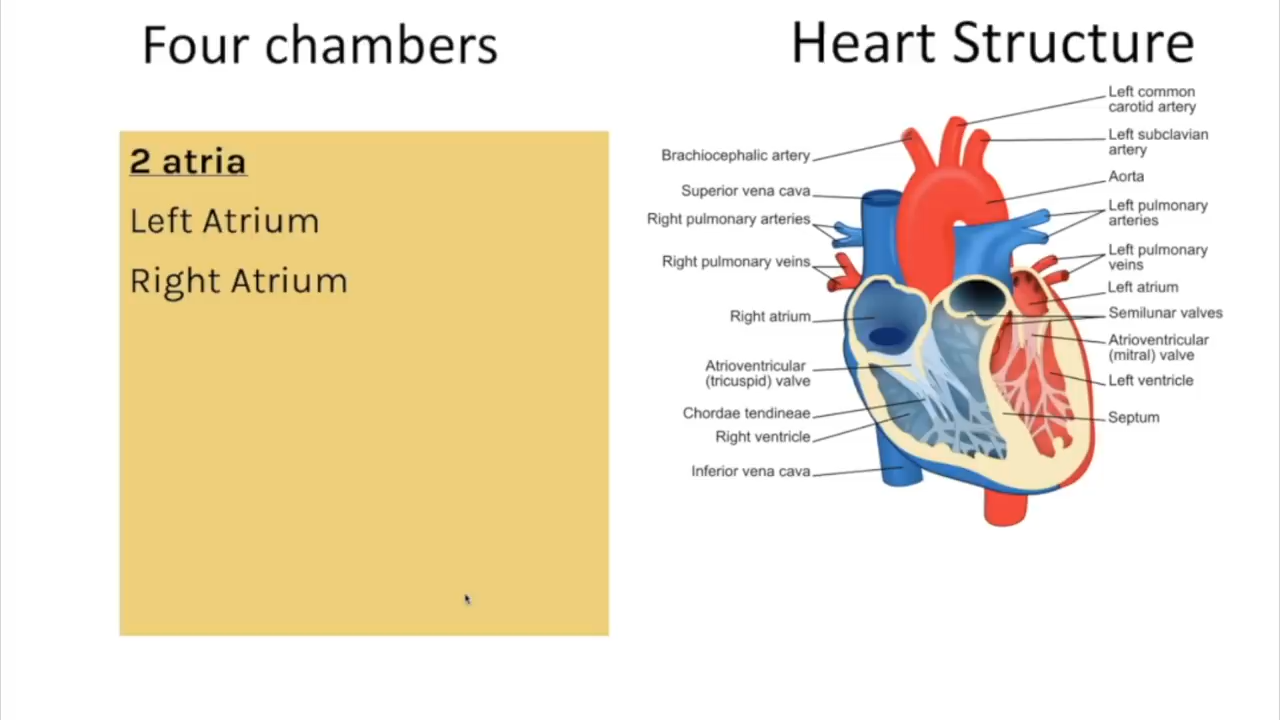 Four chambers
2 atria
Left Atrium
Right Atrium
Heart Structure
Brachiocephalic artery
Superior vena cava
Right pulmonary arteries
Right pulmonary veins
Right atrium
Atrioventricular
(tricuspid) valve
Chordae tendineae
Right ventricle
Inferior vena cava
Left common
carotid artery
Left subclavian
artery
Aorta
Left pulmonary
arteries
Left pulmonary
veins
Left atrium
Semilunar valves
Atrioventricular
(mitral) valve
Left ventricle
Septum